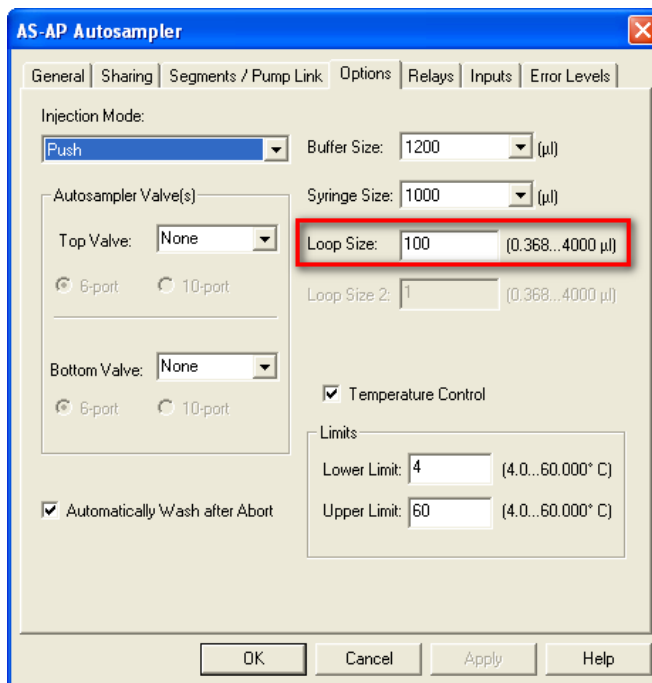 AS-AP Autosampler
General Sharing Segments / Pump Link Options Relays Inputs Error Levels
Injection Mode:
Push
Buffer Size: 1200 (µl)
Autosampler Valve(s)
Syringe Size: 1000 (µl)
Top Valve: None
Loop Size: 100 (0.368...4000 µl)
6-port 10-port
Loop Size 2: 1 (0.368...4000 µl)
Bottom Valve: None
6-port 10-port
Temperature Control
Limits
Lower Limit: 4 (4.0...60.000° C)
Automatically Wash after Abort
Upper Limit: 60 (4.0...60.000° C)
OK Cancel Apply Help